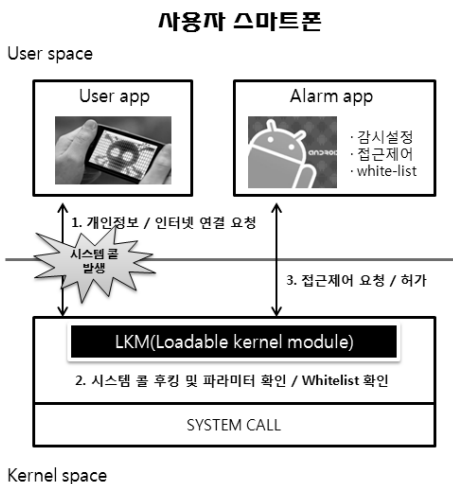 사용자 스마트폰
User space
User app
Alarm app
· 감시설정
· 접근제어
· white-list
1. 개인정보 / 인터넷 연결 요청
시스템 콜
발생
3. 접근제어 요청 / 허가
LKM(Loadable kernel module)
2. 시스템 콜 후킹 및 파라미터 확인 / Whitelist 확인
SYSTEM CALL
Kernel space